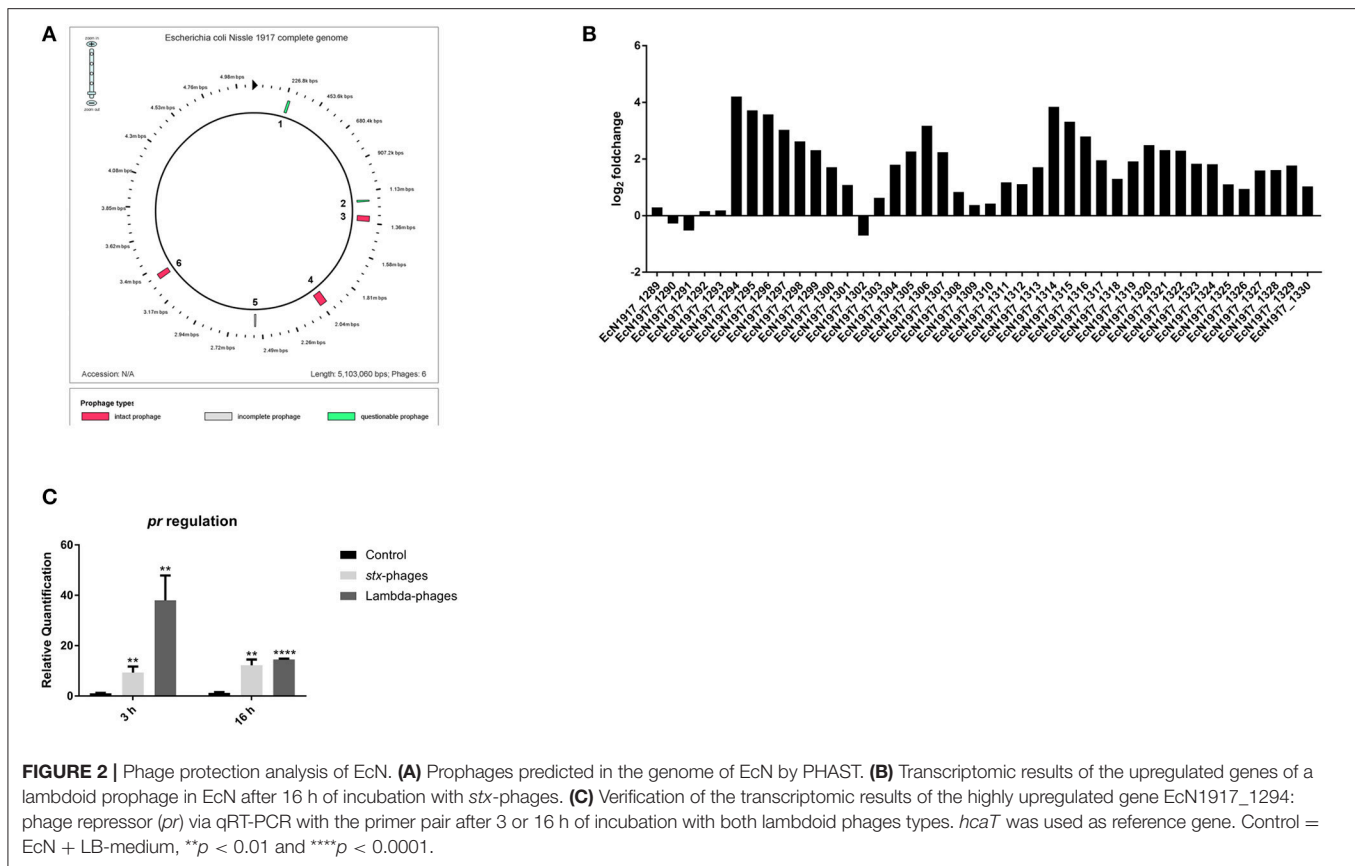 A
Escherichia coli Nissle 1917 complete genome
zoom in
zoom out
4.98m bps
226.8k bps
4.76m bps
453.6k bps
4.53m bps
680.4k bps
4.3m bps
907.2k bps
4.08m bps
1.13m bps
3.85m bps
1.36m bps
3.62m bps
1.58m bps
3.4m bps
1.81m bps
3.17m bps
2.04m bps
2.94m bps
2.26m bps
2.72m bps
2.49m bps
1
2
3
4
5
6
Accession: N/A
Length: 5,103,060 bps; Phages: 6
Prophage types
intact prophage
incomplete prophage
questionable prophage
B
log2 foldchange
6
4
2
0
-2
EcN1917_1289
EcN1917_1290
EcN1917_1291
EcN1917_1292
EcN1917_1293
EcN1917_1294
EcN1917_1295
EcN1917_1296
EcN1917_1297
EcN1917_1298
EcN1917_1299
EcN1917_1300
EcN1917_1301
EcN1917_1302
EcN1917_1303
EcN1917_1304
EcN1917_1305
EcN1917_1306
EcN1917_1307
EcN1917_1308
EcN1917_1309
EcN1917_1310
EcN1917_1311
EcN1917_1312
EcN1917_1313
EcN1917_1314
EcN1917_1315
EcN1917_1316
EcN1917_1317
EcN1917_1318
EcN1917_1319
EcN1917_1320
EcN1917_1321
EcN1917_1322
EcN1917_1323
EcN1917_1324
EcN1917_1325
EcN1917_1326
EcN1917_1327
EcN1917_1328
EcN1917_1329
EcN1917_1330
C
pr regulation
Relative Quantification
60
40
20
0
**
**
**
****
3 h
16 h
Control
stx-phages
Lambda-phages
FIGURE 2 | Phage protection analysis of EcN. (A) Prophages predicted in the genome of EcN by PHAST. (B) Transcriptomic results of the upregulated genes of a
lambdoid prophage in EcN after 16 h of incubation with stx-phages. (C) Verification of the transcriptomic results of the highly upregulated gene EcN1917_1294:
phage repressor (pr) via qRT-PCR with the primer pair after 3 or 16 h of incubation with both lambdoid phages types. hcaT was used as reference gene. Control =
EcN + LB-medium, **p < 0.01 and ****p < 0.0001.